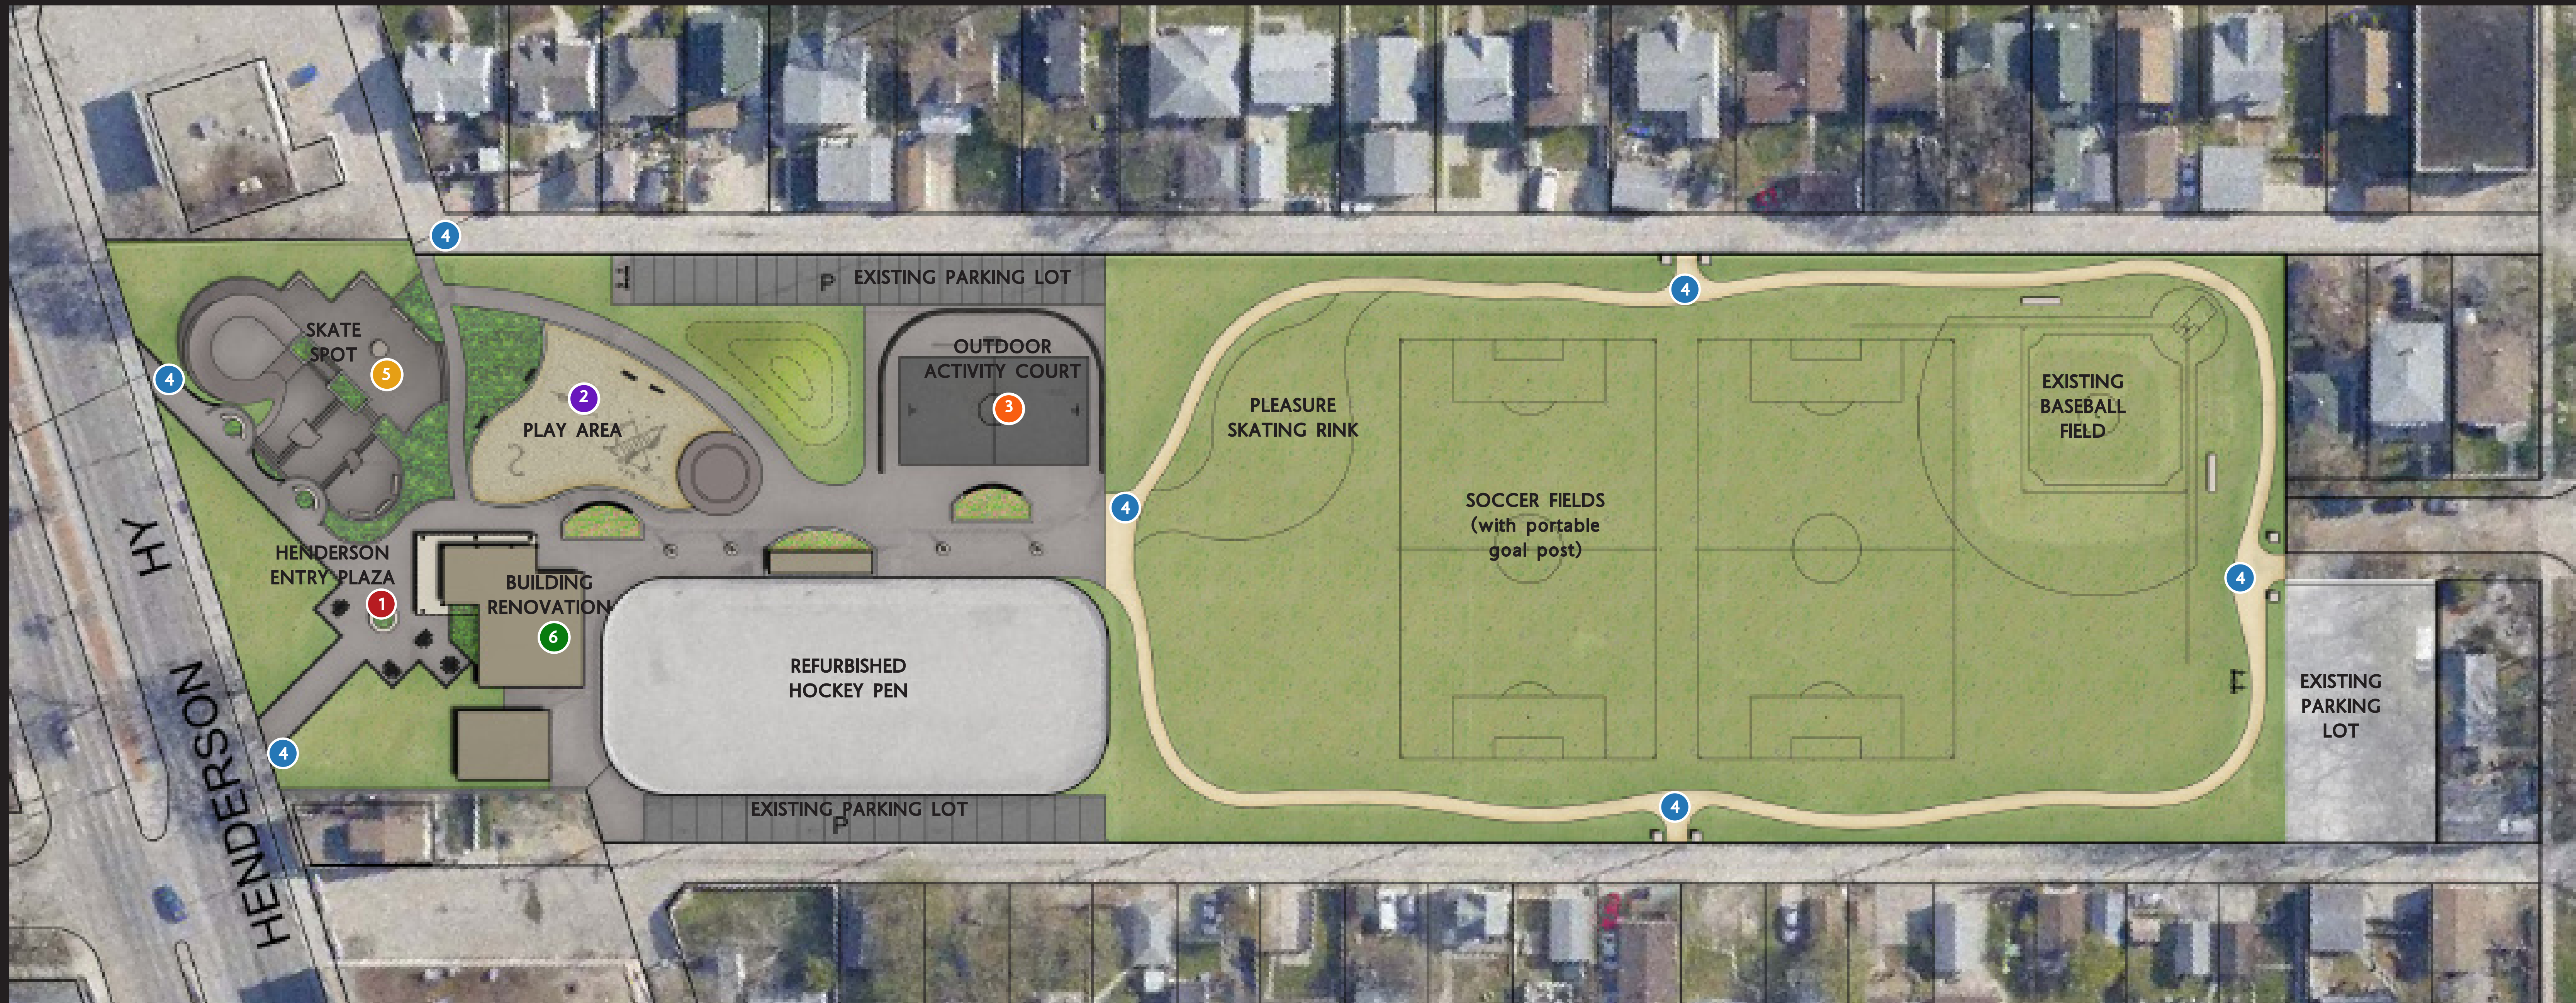 4
EXISTING PARKING LOT
P
4
SKATE
SPOT
5
4
2
PLAY AREA
OUTDOOR
ACTIVITY COURT
3
PLEASURE
SKATING RINK
EXISTING
BASEBALL
FIELD
4
SOCCER FIELDS
(with portable
goal post)
HENDERSON
ENTRY PLAZA
1
BUILDING
RENOVATION
6
4
REFURBISHED
HOCKEY PEN
EXISTING
PARKING
LOT
4
EXISTING PARKING LOT
P
4
HENDERSON HY